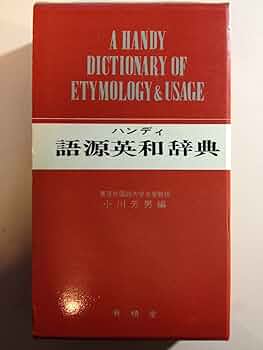 A HANDY
DICTIONARY OF
ETYMOLOGY & USAGE
ハンディ
語源英和辞典
東京外国語大学名誉教授
小川芳男編
有精堂